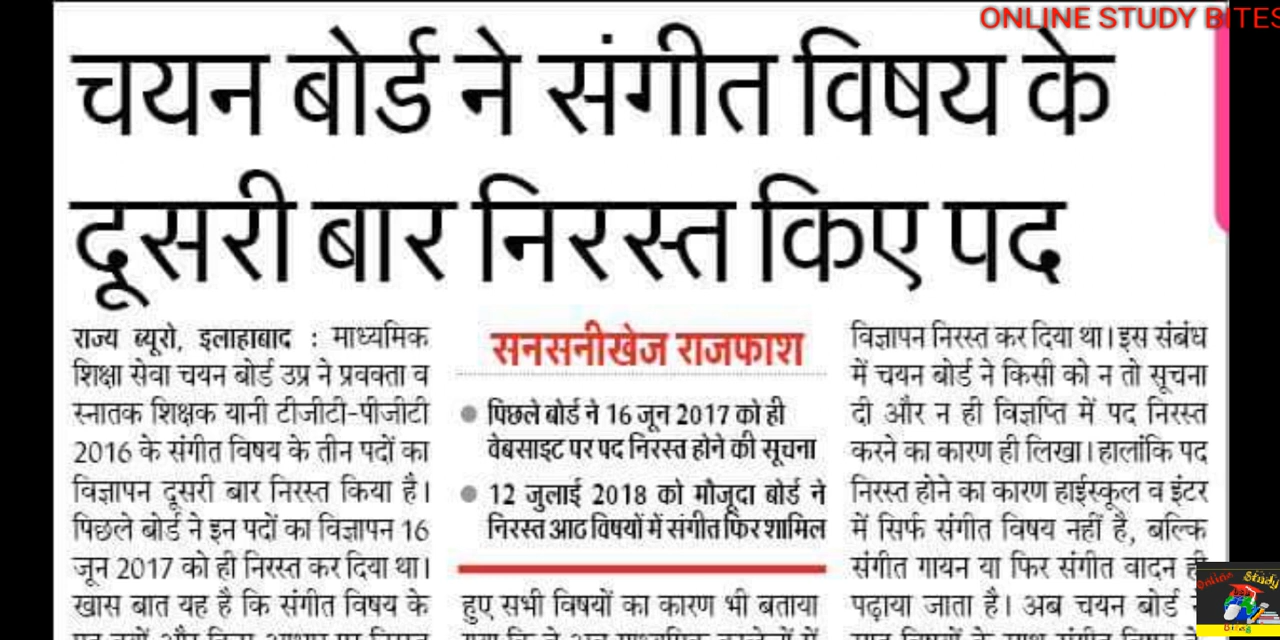 ONLINE STUDY BITES
चयन बोर्ड ने संगीत विषय के
दूसरी बार निरस्त किए पद
राज्य ब्यूरो, इलाहाबाद : माध्यमिक
शिक्षा सेवा चयन बोर्ड उप्र ने प्रवक्ता व
स्नातक शिक्षक यानी टीजीटी-पीजीटी
2016 के संगीत विषय के तीन पदों का
विज्ञापन दूसरी बार निरस्त किया है।
पिछले बोर्ड ने इन पदों का विज्ञापन 16
जून 2017 को ही निरस्त कर दिया था।
खास बात यह है कि संगीत विषय के
सनसनीखेज राजफाश
पिछले बोर्ड ने 16 जून 2017 को ही
वेबसाइट पर पद निरस्त होने की सूचना
12 जुलाई 2018 को मौजूदा बोर्ड ने
निरस्त आठ विषयों में संगीत फिर शामिल
हुए सभी विषयों का कारण भी बताया
विज्ञापन निरस्त कर दिया था। इस संबंध
में चयन बोर्ड ने किसी को न तो सूचना
दी और न ही विज्ञप्ति में पद निरस्त
करने का कारण ही लिखा। हालांकि पद
निरस्त होने का कारण हाईस्कूल व इंटर
में सिर्फ संगीत विषय नहीं है, बल्कि
संगीत गायन या फिर संगीत वादन ही
पढ़ाया जाता है। अब चयन बोर्ड ने
Online Study